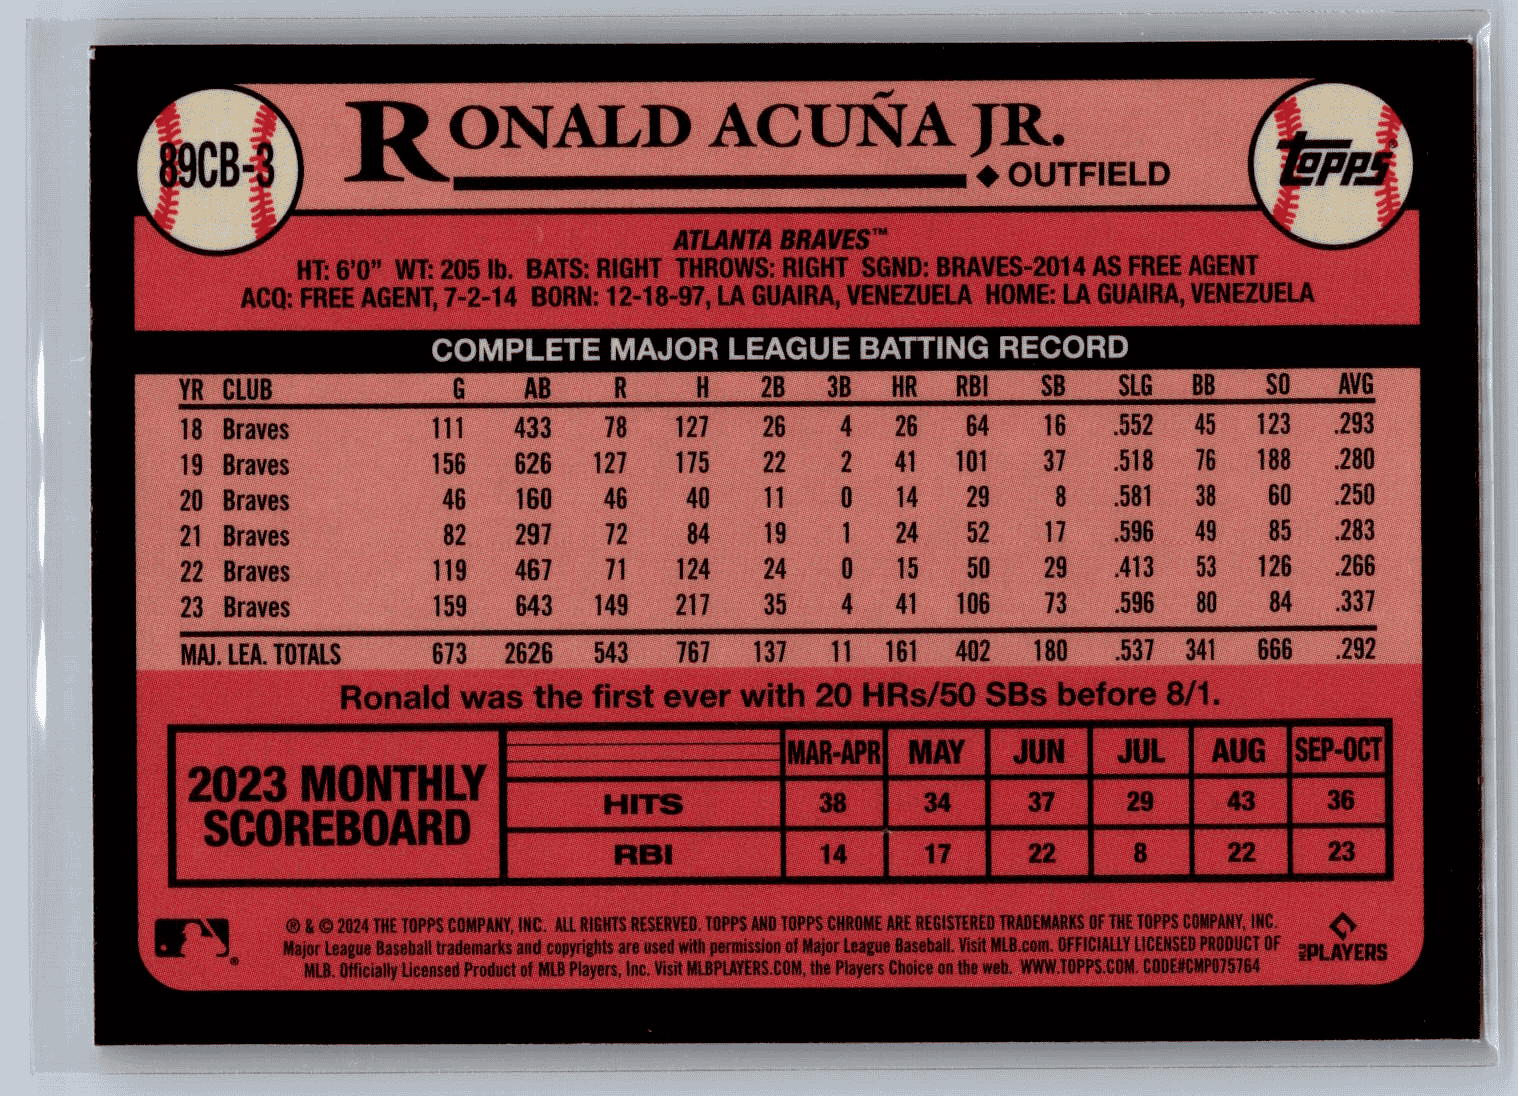 89CB-3
RONALD ACUÑA JR.
◆ OUTFIELD
topps®
ATLANTA BRAVES™
HT: 6'0" WT: 205 lb. BATS: RIGHT THROWS: RIGHT SGND: BRAVES-2014 AS FREE AGENT
ACQ: FREE AGENT, 7-2-14 BORN: 12-18-97, LA GUAIRA, VENEZUELA HOME: LA GUAIRA, VENEZUELA
COMPLETE MAJOR LEAGUE BATTING RECORD
YR CLUB G AB R H 2B 3B HR RBI SB SLG BB SO AVG
18 Braves 111 433 78 127 26 4 26 64 16 .552 45 123 .293
19 Braves 156 626 127 175 22 2 41 101 37 .518 76 188 .280
20 Braves 46 160 46 40 11 0 14 29 8 .581 38 60 .250
21 Braves 82 297 72 84 19 1 24 52 17 .596 49 85 .283
22 Braves 119 467 71 124 24 0 15 50 29 .413 53 126 .266
23 Braves 159 643 149 217 35 4 41 106 73 .596 80 84 .337
MAJ. LEA. TOTALS 673 2626 543 767 137 11 161 402 180 .537 341 666 .292
Ronald was the first ever with 20 HRs/50 SBs before 8/1.
2023 MONTHLY
SCOREBOARD
MAR-APR MAY JUN JUL AUG SEP-OCT
HITS 38 34 37 29 43 36
RBI 14 17 22 8 22 23
® & © 2024 THE TOPPS COMPANY, INC. ALL RIGHTS RESERVED. TOPPS AND TOPPS CHROME ARE REGISTERED TRADEMARKS OF THE TOPPS COMPANY, INC.
Major League Baseball trademarks and copyrights are used with permission of Major League Baseball. Visit MLB.com. OFFICIALLY LICENSED PRODUCT OF
MLB. Officially Licensed Product of MLB Players, Inc. Visit MLBPLAYERS.COM, the Players Choice on the web. WWW.TOPPS.COM. CODE#CMP075764
®
MLB PLAYERS